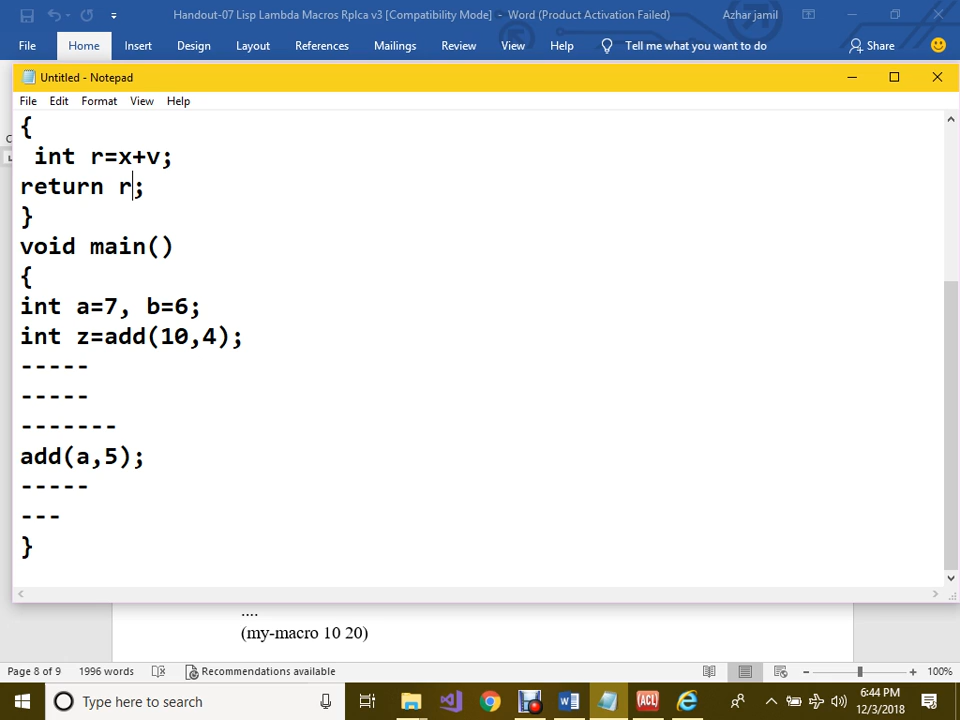 Handout-07 Lisp Lambda Macros Rplca v3 [Compatibility Mode] - Word (Product Activation Failed)
Azhar jamil
File Home Insert Design Layout References Mailings Review View Help Tell me what you want to do Share
Untitled - Notepad
File Edit Format View Help
{
int r=x+v;
return r;
}
void main()
{
int a=7, b=6;
int z=add(10,4);
-----
-----
-------
add(a,5);
-----
---
}
....
(my-macro 10 20)
Page 8 of 9 1996 words Recommendations available 100%
Type here to search
ACL
6:44 PM
12/3/2018